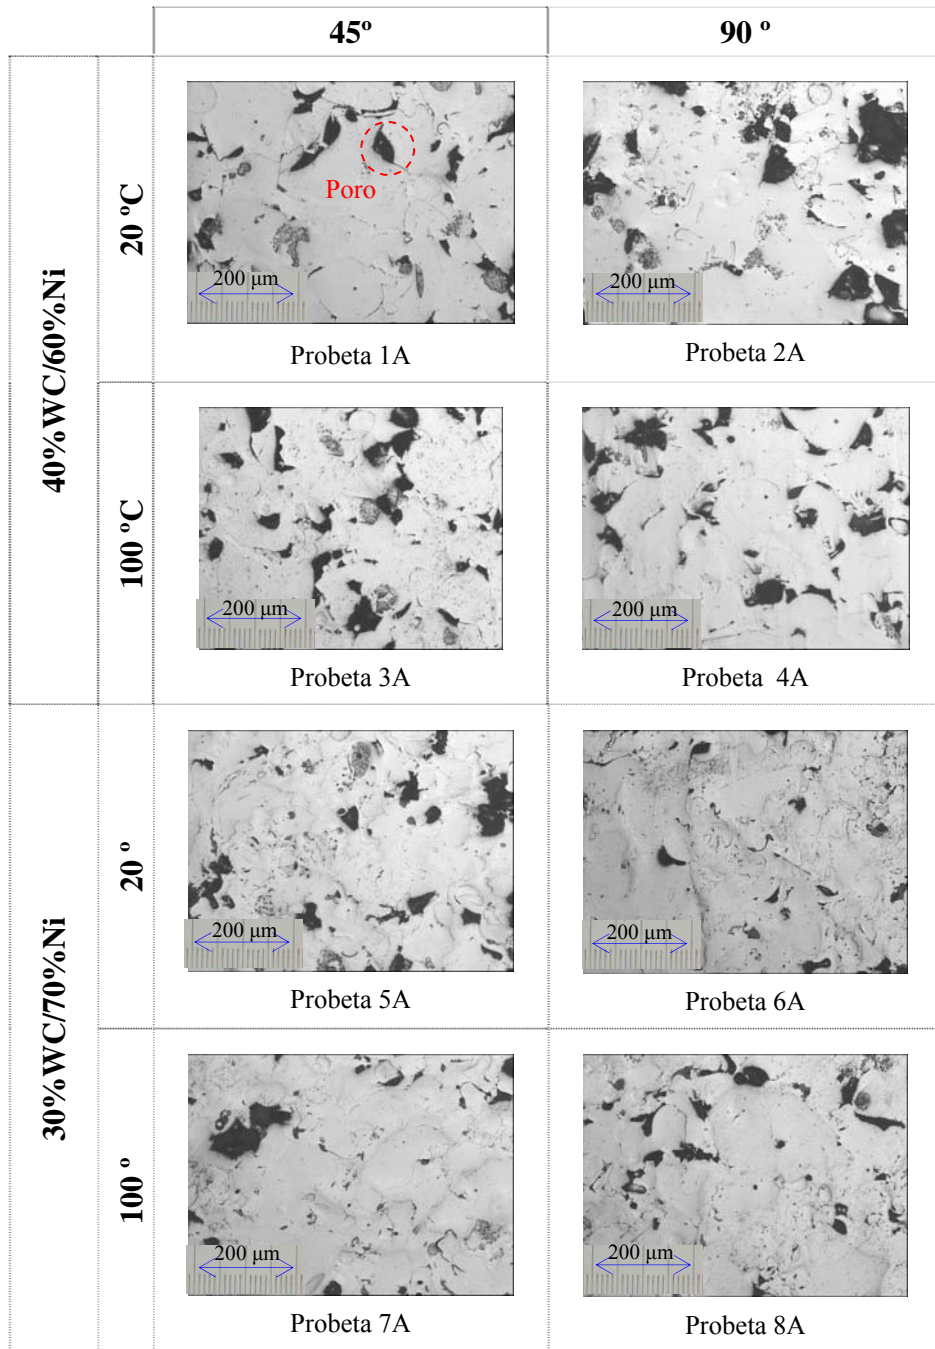 45º
90 º
40%WC/60%Ni
20 ºC
Poro
200 μm
Probeta 1A
200 μm
Probeta 2A
100 ºC
200 μm
Probeta 3A
200 μm
Probeta 4A
30%WC/70%Ni
20 º
200 μm
Probeta 5A
200 μm
Probeta 6A
100 º
200 μm
Probeta 7A
200 μm
Probeta 8A